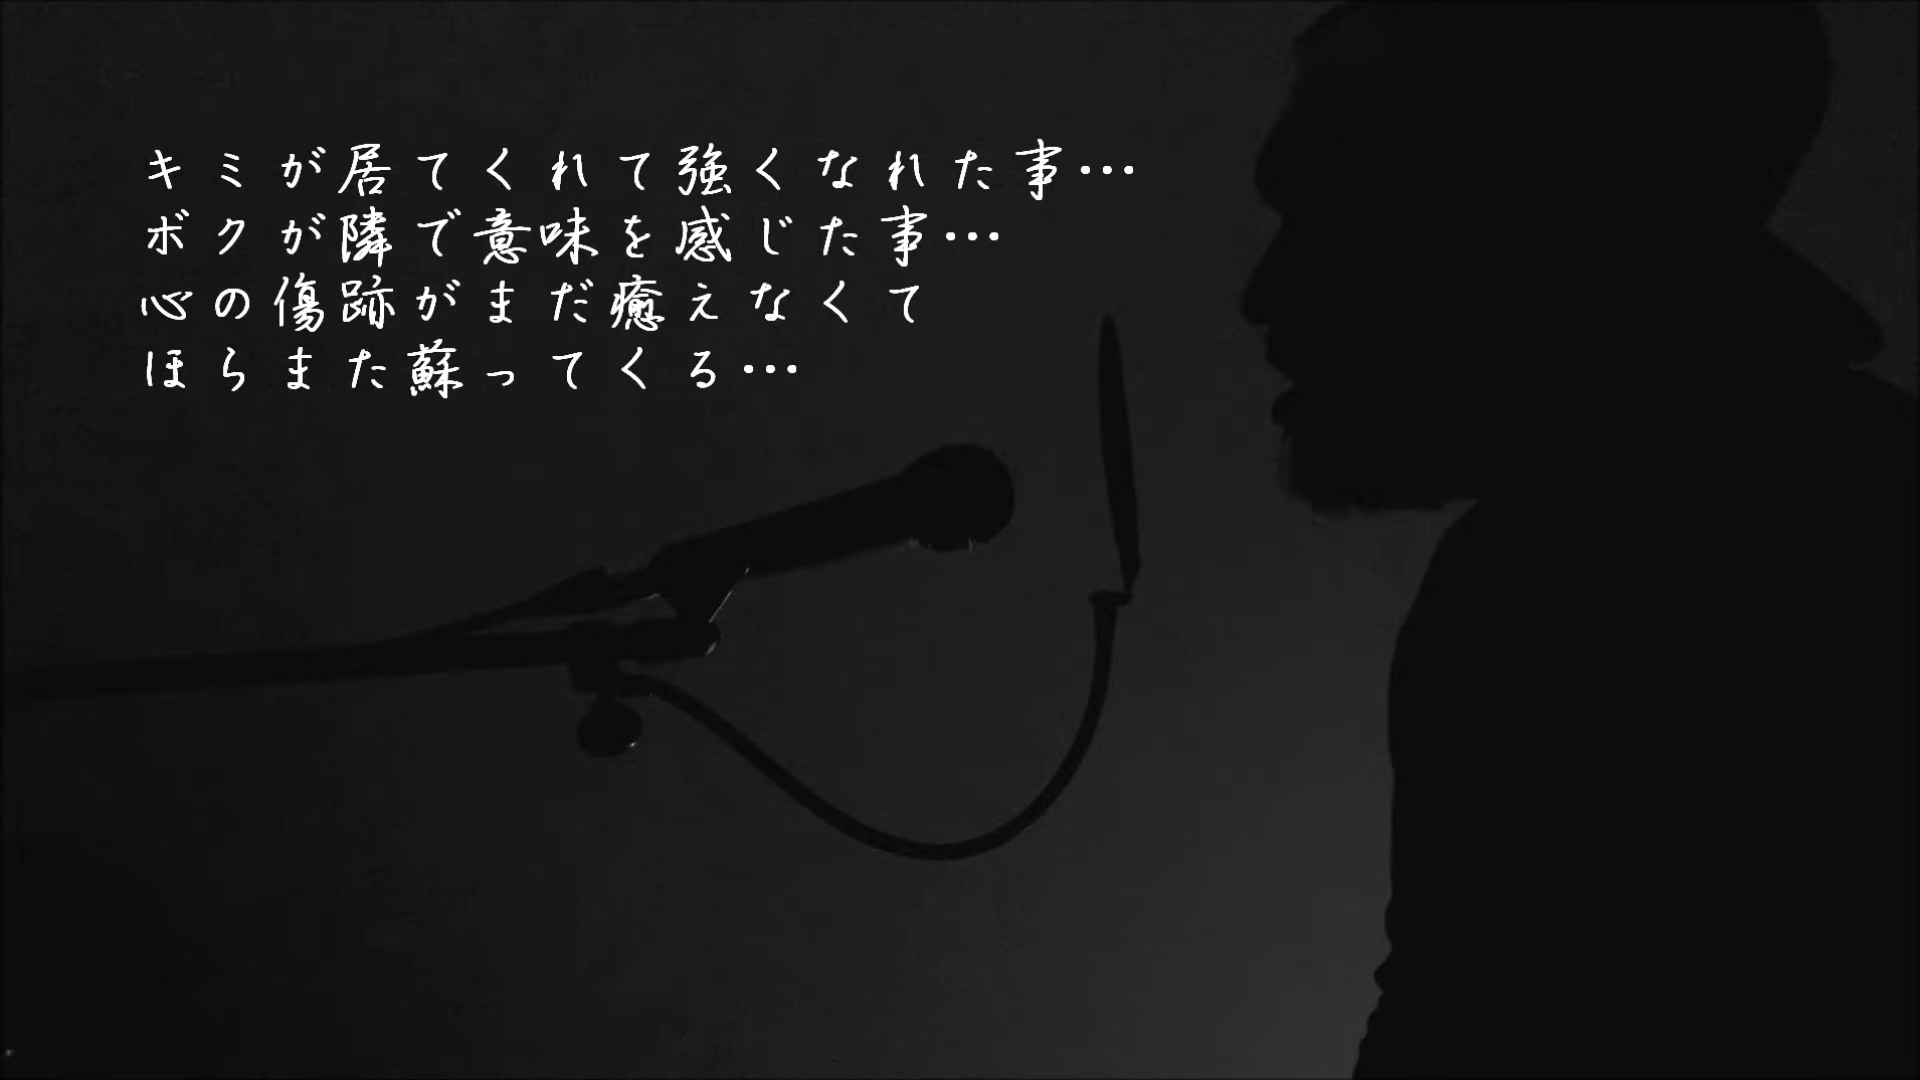 キミが居てくれて強くなれた事…
ボクが隣で意味を感じた事…
心の傷跡がまだ癒えなくて
ほらまた蘇ってくる…